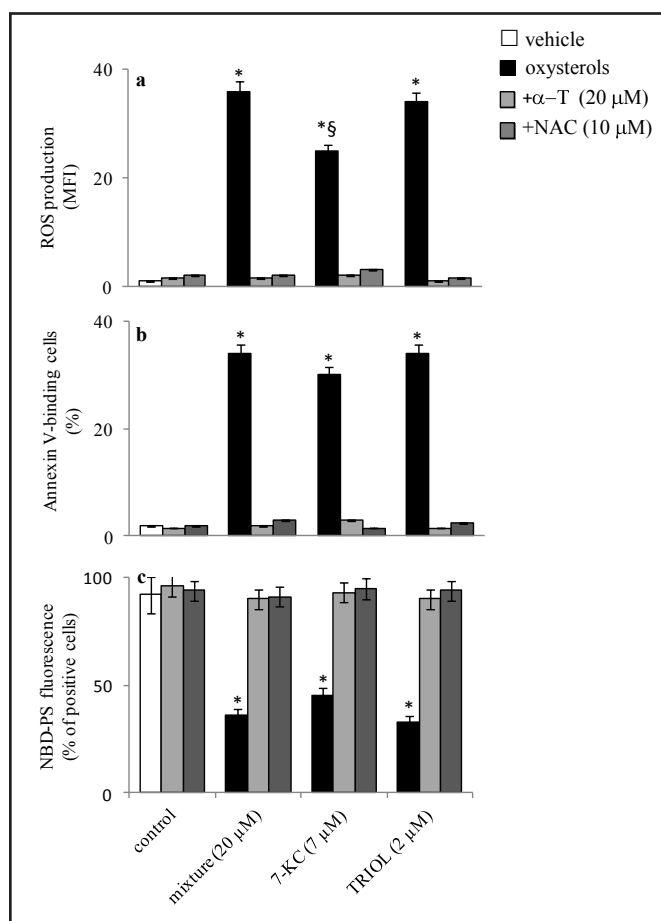 vehicle
oxysterols
+α−T (20 µM)
+NAC (10 µM)
a
40
20
0
ROS production
(MFI)
*
*§
*
b
40
20
0
Annexin V-binding cells
(%)
*
*
*
c
100
50
0
NBD-PS fluorescence
(% of positive cells)
*
*
*
control
mixture (20 µM)
7-KC (7 µM)
TRIOL (2 µM)